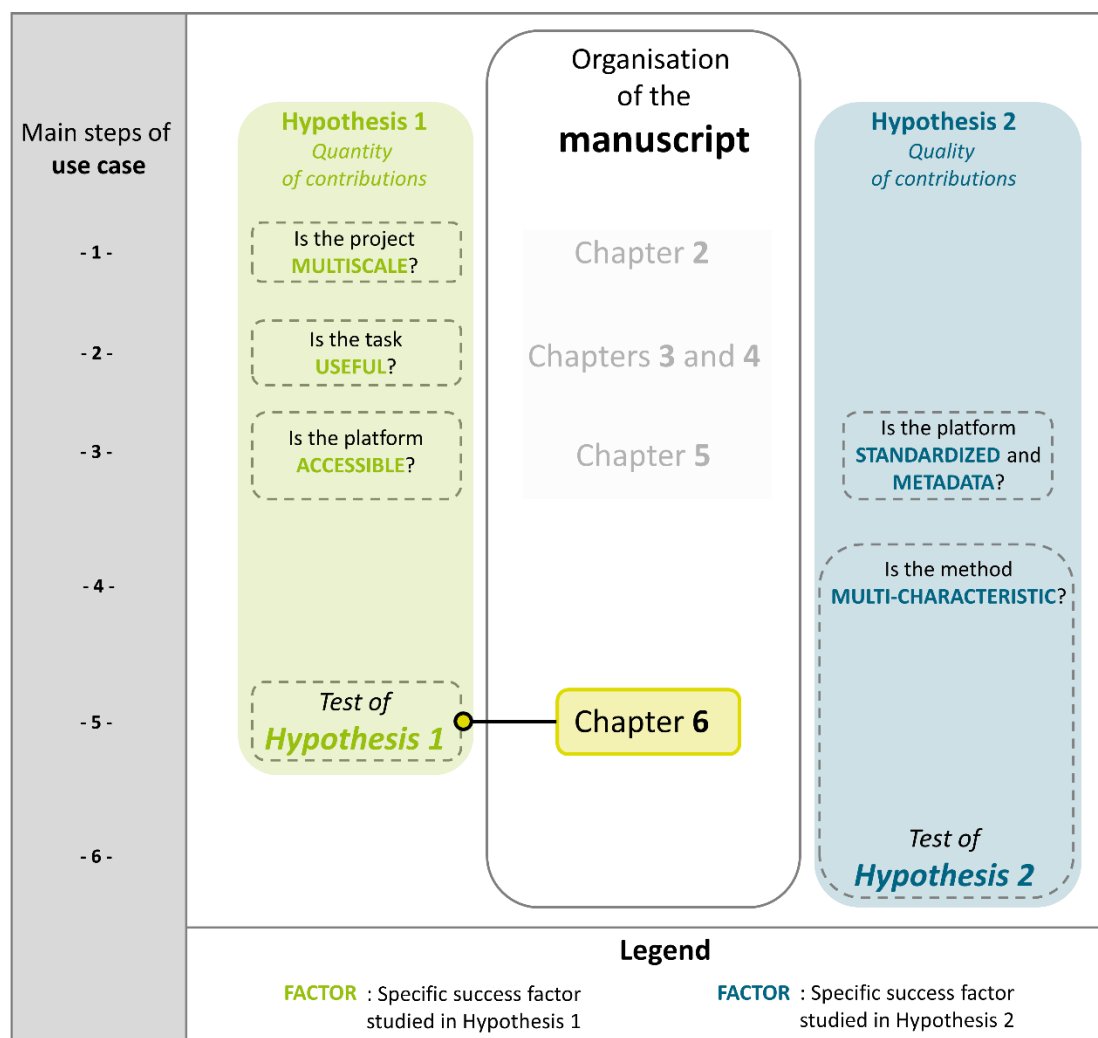 Organisation
of the
manuscript
Main steps of
use case
Hypothesis 1
Quantity
of contributions
Hypothesis 2
Quality
of contributions
- 1 -
Is the project
MULTISCALE?
Chapter 2
- 2 -
Is the task
USEFUL?
Chapters 3 and 4
- 3 -
Is the platform
ACCESSIBLE?
Chapter 5
Is the platform
STANDARDIZED and
METADATA?
- 4 -
Is the method
MULTI-CHARACTERISTIC?
- 5 -
Test of
Hypothesis 1
Chapter 6
- 6 -
Test of
Hypothesis 2
Legend
FACTOR : Specific success factor
studied in Hypothesis 1
FACTOR : Specific success factor
studied in Hypothesis 2